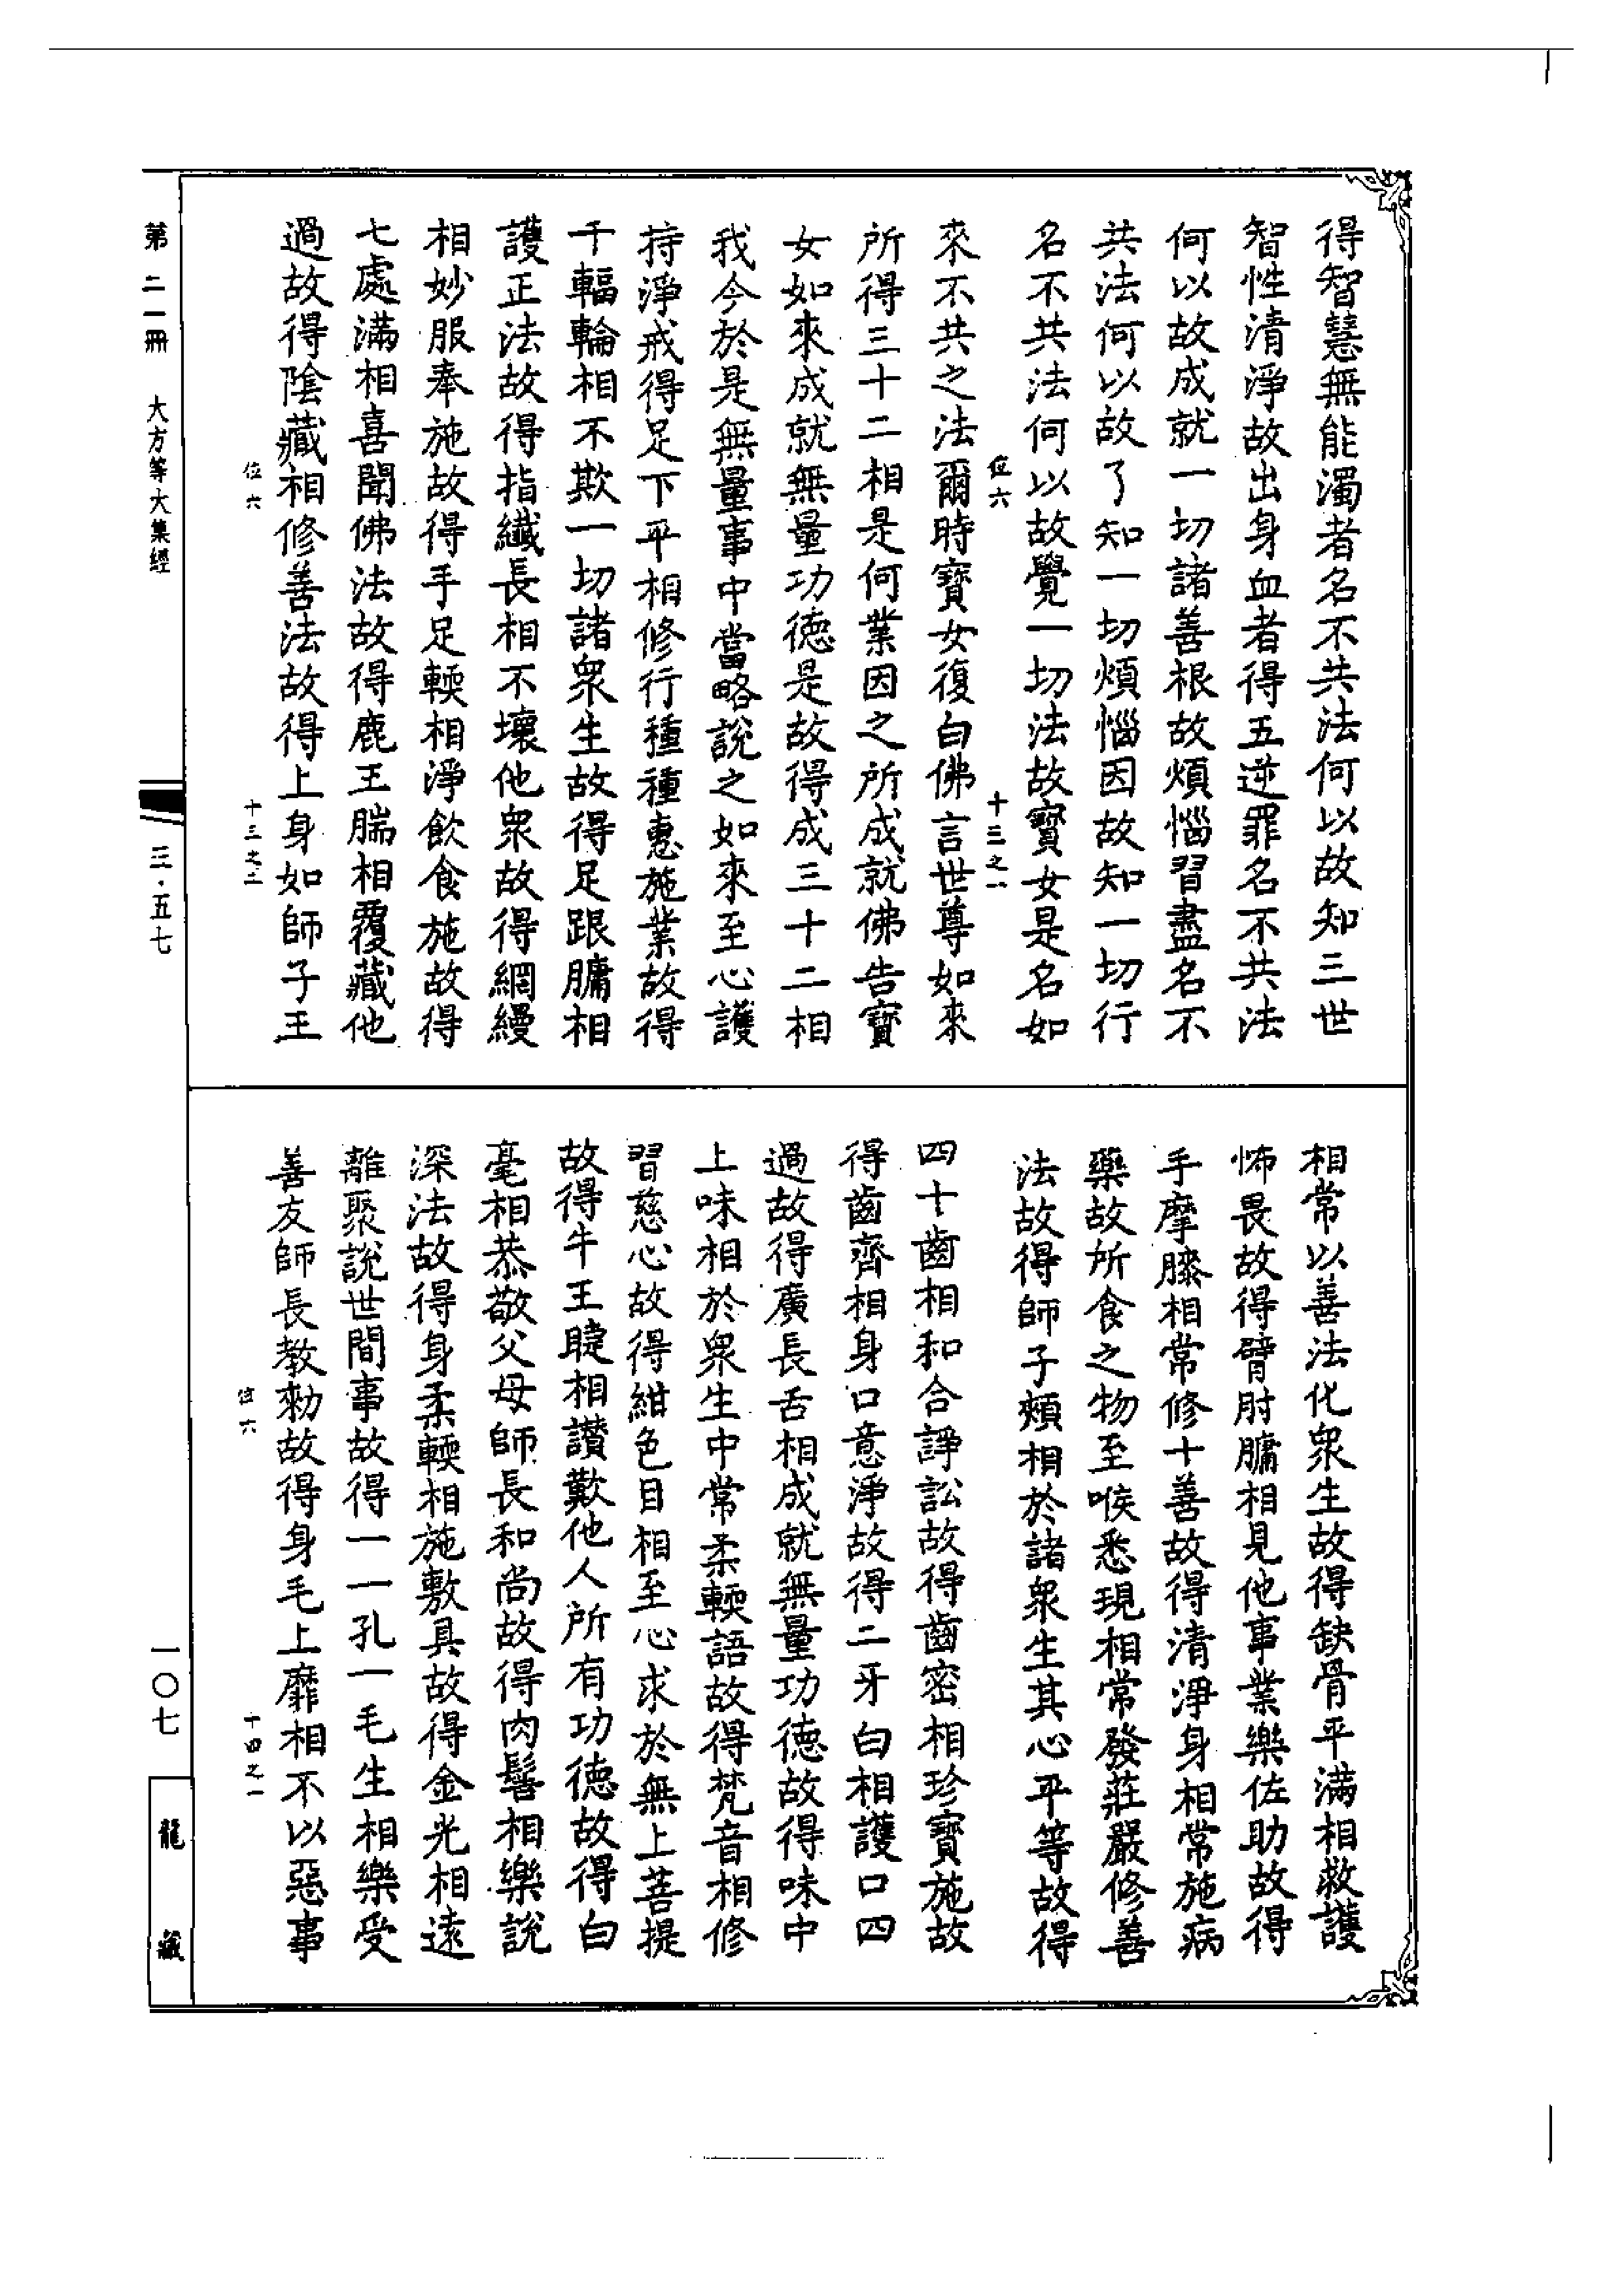 得智慧無能濁者名不共法何以故知三世
智性清淨故出身血者得五逆罪名不共法
何以故成就一切諸善根故煩惱習盡名不
共法何以故了知一切煩惱因故知一切行
名不共法何以故覺一切法故寶女是名如
位六
十三之一
來不共之法爾時寶女復白佛言世尊如來
所得三十二相是何業因之所成就佛告寶
女如來成就無量功德是故得成三十二相
我今於是無量事中當略說之如來至心護
持淨戒得足下平相修行種種惠施業故得
千輻輪相不欺一切諸衆生故得足跟𦟛相
護正法故得指纖長相不壞他衆故得網縵
相妙服奉施故得手足輭相淨飲食施故得
七處滿相喜聞佛法故得鹿王腨相覆藏他
過故得陰藏相修善法故得上身如師子王
位六
十三之二
相常以善法化衆生故得缺骨平滿相救護
怖畏故得臂肘𦟛相見他事業樂佐助故得
手摩膝相常修十善故得清淨身相常施病
藥故所食之物至喉悉現相常發莊嚴修善
法故得師子頰相於諸衆生其心平等故得
四十齒相和合諍訟故得齒密相珍寶施故
得齒齊相身口意淨故得二牙白相護口四
過故得廣長舌相成就無量功德故得味中
上味相於衆生中常柔輭語故得梵音相修
習慈心故得紺色目相至心求於無上菩提
故得牛王睫相讚歎他人所有功德故得白
毫相恭敬父母師長和尚故得肉髻相樂說
深法故得身柔輭相施敷具故得金光相遠
離聚說世間事故得一一孔一毛生相樂受
善友師長教勑故得身毛上靡相不以惡事
位六
十四之一
第二一冊　大方等大集經
三·五七
一〇七
龍藏